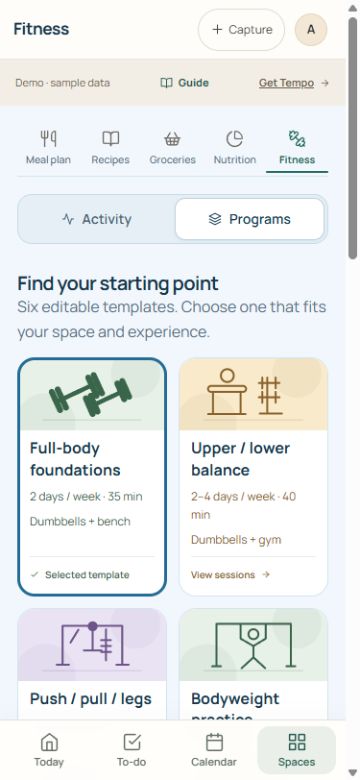 Fitness
+ Capture
A
Demo · sample data
Guide
Get Tempo →
Meal plan
Recipes
Groceries
Nutrition
Fitness
Activity
Programs
Find your starting point
Six editable templates. Choose one that fits
your space and experience.
Full-body
foundations
2 days / week · 35 min
Dumbbells + bench
✓ Selected template
Upper / lower
balance
2–4 days / week · 40
min
Dumbbells + gym
View sessions →
Push / pull / legs
Bodyweight
practice
Today
To-do
Calendar
Spaces